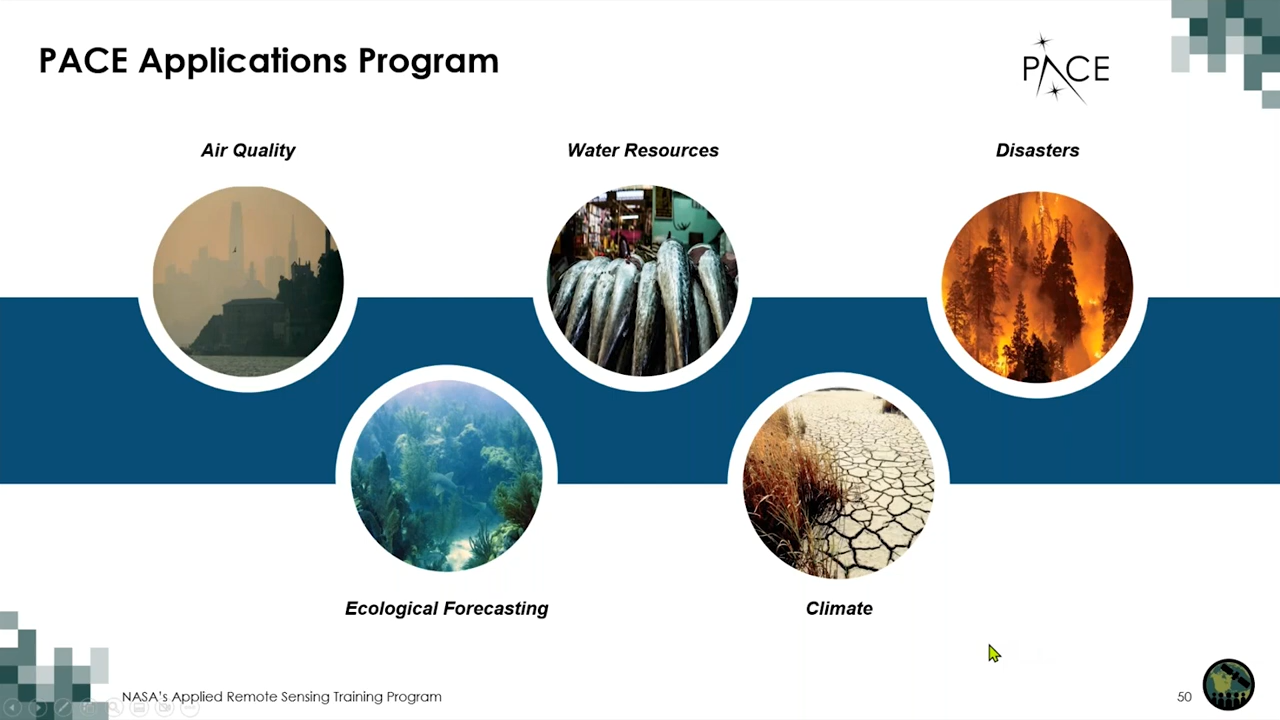 PACE Applications Program
PACE
Air Quality
Water Resources
Disasters
Ecological Forecasting
Climate
NASA's Applied Remote Sensing Training Program
50